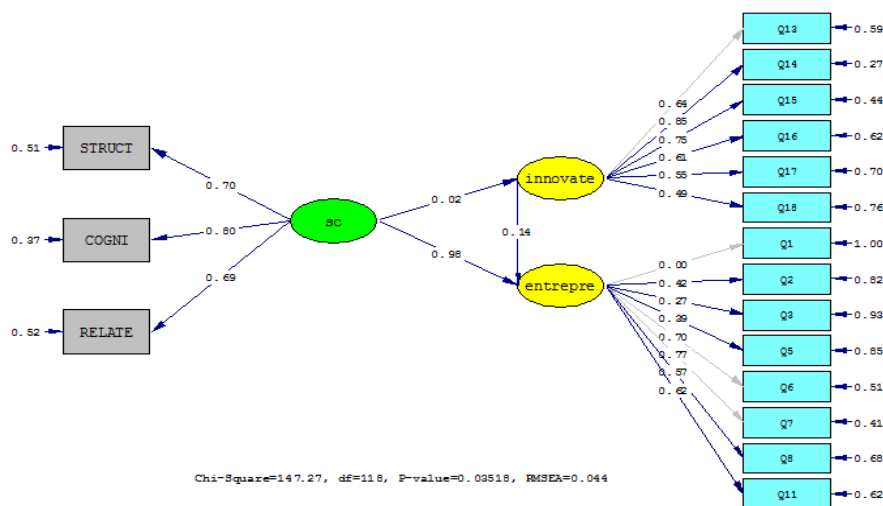 Q13 0.59
Q14 0.27
0.64
0.85
Q15 0.44
0.75
0.61
Q16 0.62
0.55
0.49
0.51 STRUCT
innovate
Q17 0.70
0.70
0.02
Q18 0.76
sc
0.14
0.37 COGNI
0.80
Q1 1.00
0.98
0.00
0.69
entrepre
0.42
Q2 0.82
0.27
0.39
Q3 0.93
0.52 RELATE
0.70
0.77
Q5 0.85
0.57
0.62
Q6 0.51
Q7 0.41
Q8 0.68
Chi-Square=147.27, df=118, P-value=0.03518, RMSEA=0.044
Q11 0.62